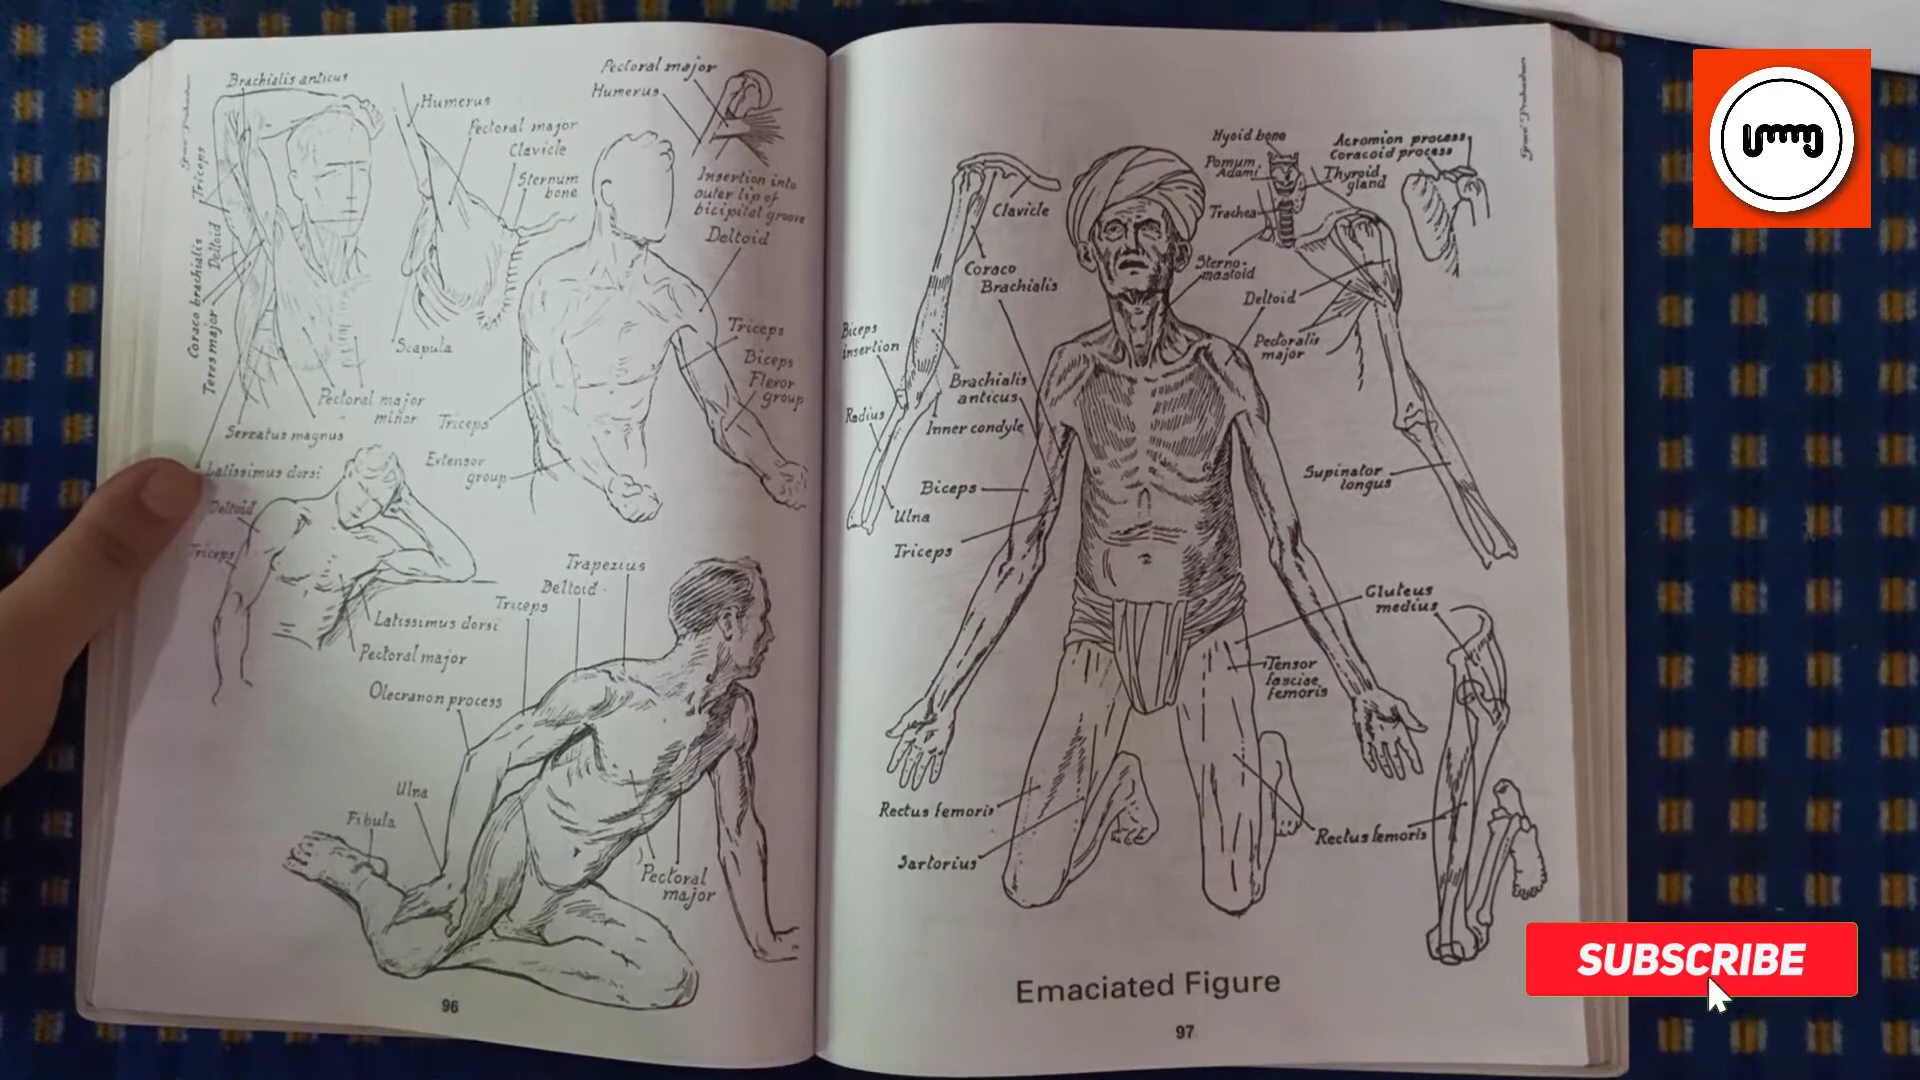 Brachialis anticus
Humerus
Pectoral major
Clavicle
Sternum
bone
Pectoral major
Humerus
Insertion into
outer lip of
bicipital groove
Deltoid
Triceps
Deltoid
Coraco brachialis
Teres major
Scapula
Pectoral major
minor
Serratus magnus
Latissimus dorsi
Triceps
Biceps
Flexor
group
Triceps
Extensor
group
Deltoid
Triceps
Latissimus dorsi
Pectoral major
Trapezius
Beltoid
Triceps
Olecranon process
Ulna
Fibula
Pectoral
major
96
Hyoid bone
Pomum
Adami
Thyroid
gland
Trachea
Acromion process
Coracoid process
Clavicle
Coraco
Brachialis
Sterno-
mastoid
Deltoid
Pectoralis
major
Biceps
insertion
Brachialis
anticus
Radius
Inner condyle
Biceps
Ulna
Triceps
Supinator
longus
Gluteus
medius
Tensor
fasciae
femoris
Rectus femoris
Sartorius
Rectus femoris
Emaciated Figure
97
SUBSCRIBE